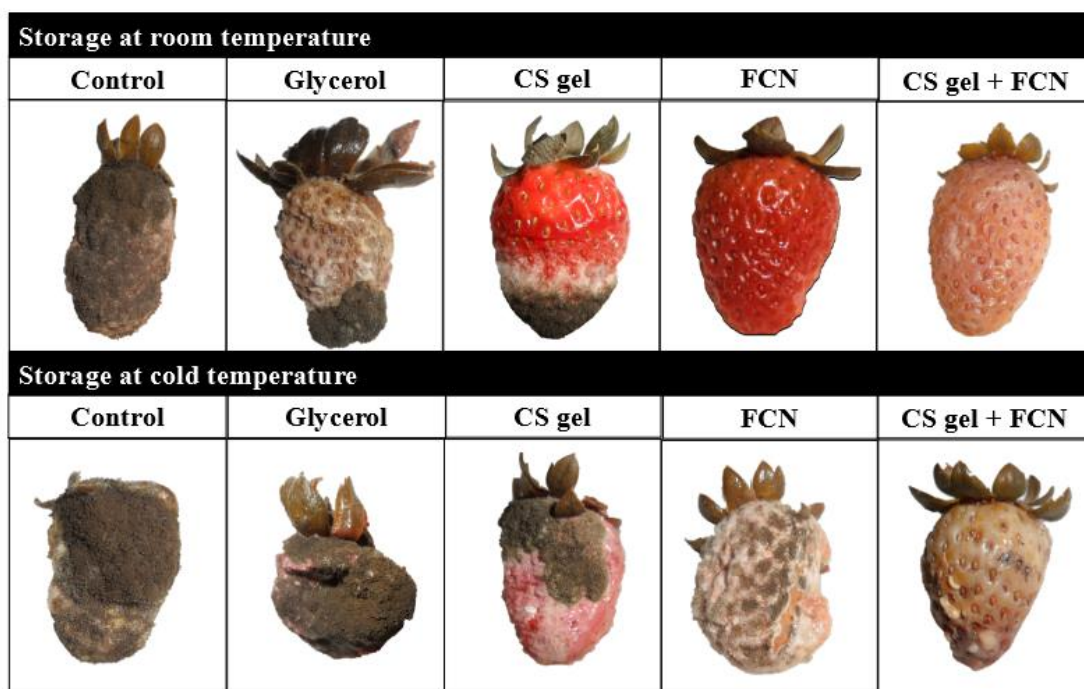 Storage at room temperature
Control Glycerol CS gel FCN CS gel + FCN
Storage at cold temperature
Control Glycerol CS gel FCN CS gel + FCN